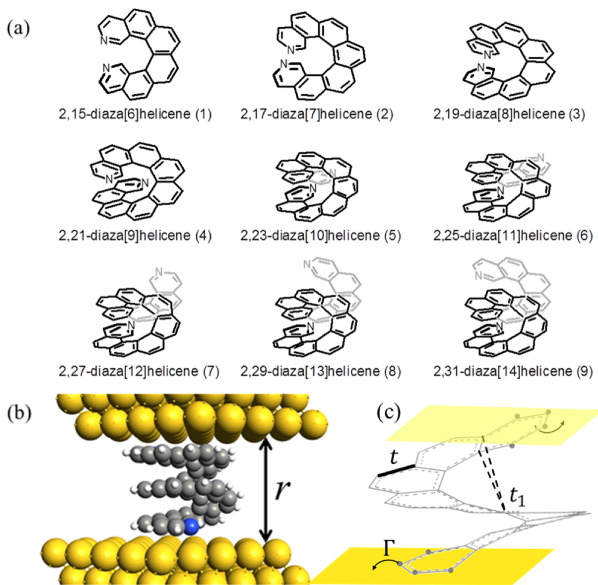 (a)
N
N
2,15-diaza[6]helicene (1)
N
N
2,17-diaza[7]helicene (2)
N
N
2,19-diaza[8]helicene (3)
N
N
2,21-diaza[9]helicene (4)
N
N
2,23-diaza[10]helicene (5)
N
N
2,25-diaza[11]helicene (6)
N
N
2,27-diaza[12]helicene (7)
N
N
2,29-diaza[13]helicene (8)
N
N
2,31-diaza[14]helicene (9)
(b)
r
(c)
t
t₁
Γ